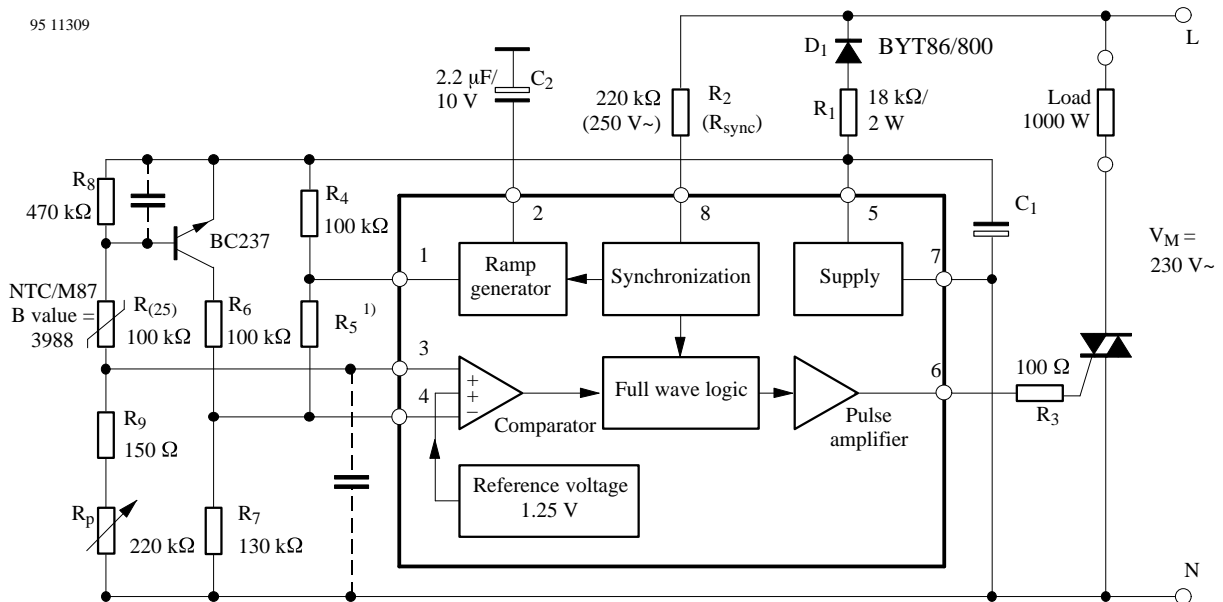 95 11309
L
D1
BYT86/800
2.2 μF/
10 V
C2
220 kΩ
(250 V~)
R2
(Rsync)
R1
18 kΩ/
2 W
Load
1000 W
R8
470 kΩ
BC237
R4
100 kΩ
2
8
5
C1
VM =
230 V~
1
Ramp
generator
Synchronization
Supply
7
NTC/M87
B value =
3988
R(25)
100 kΩ
R6
100 kΩ
R5 1)
3
4
+
+
−
Comparator
Full wave logic
Pulse
amplifier
6
100 Ω
R3
R9
150 Ω
Reference voltage
1.25 V
Rp
220 kΩ
R7
130 kΩ
N